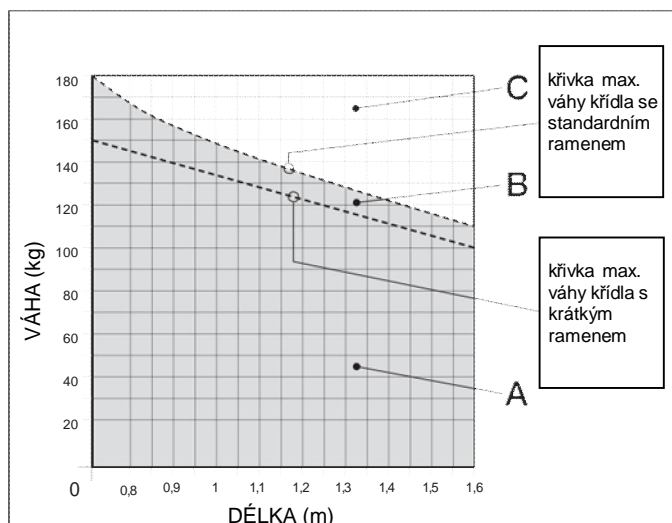 180
160
140
120
100
80
60
40
20
0
VÁHA (kg)
0,8 0,9 1 1,1 1,2 1,3 1,4 1,5 1,6
DÉLKA (m)
C
B
A
křivka max.
váhy křídla se
standardním
ramenem
křivka max.
váhy křídla s
krátkým
ramenem